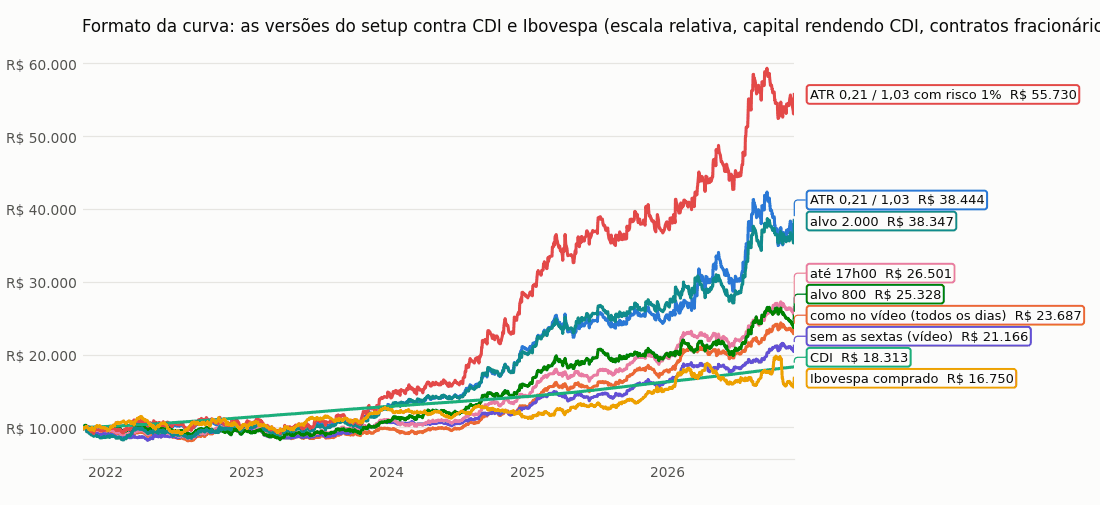 Formato da curva: as versões do setup contra CDI e Ibovespa (escala relativa, capital rendendo CDI, contratos fracionário
R$ 60.000
R$ 50.000
R$ 40.000
R$ 30.000
R$ 20.000
R$ 10.000
ATR 0,21 / 1,03 com risco 1% R$ 55.730
ATR 0,21 / 1,03 R$ 38.444
alvo 2.000 R$ 38.347
até 17h00 R$ 26.501
alvo 800 R$ 25.328
como no vídeo (todos os dias) R$ 23.687
sem as sextas (vídeo) R$ 21.166
CDI R$ 18.313
Ibovespa comprado R$ 16.750
2022 2023 2024 2025 2026